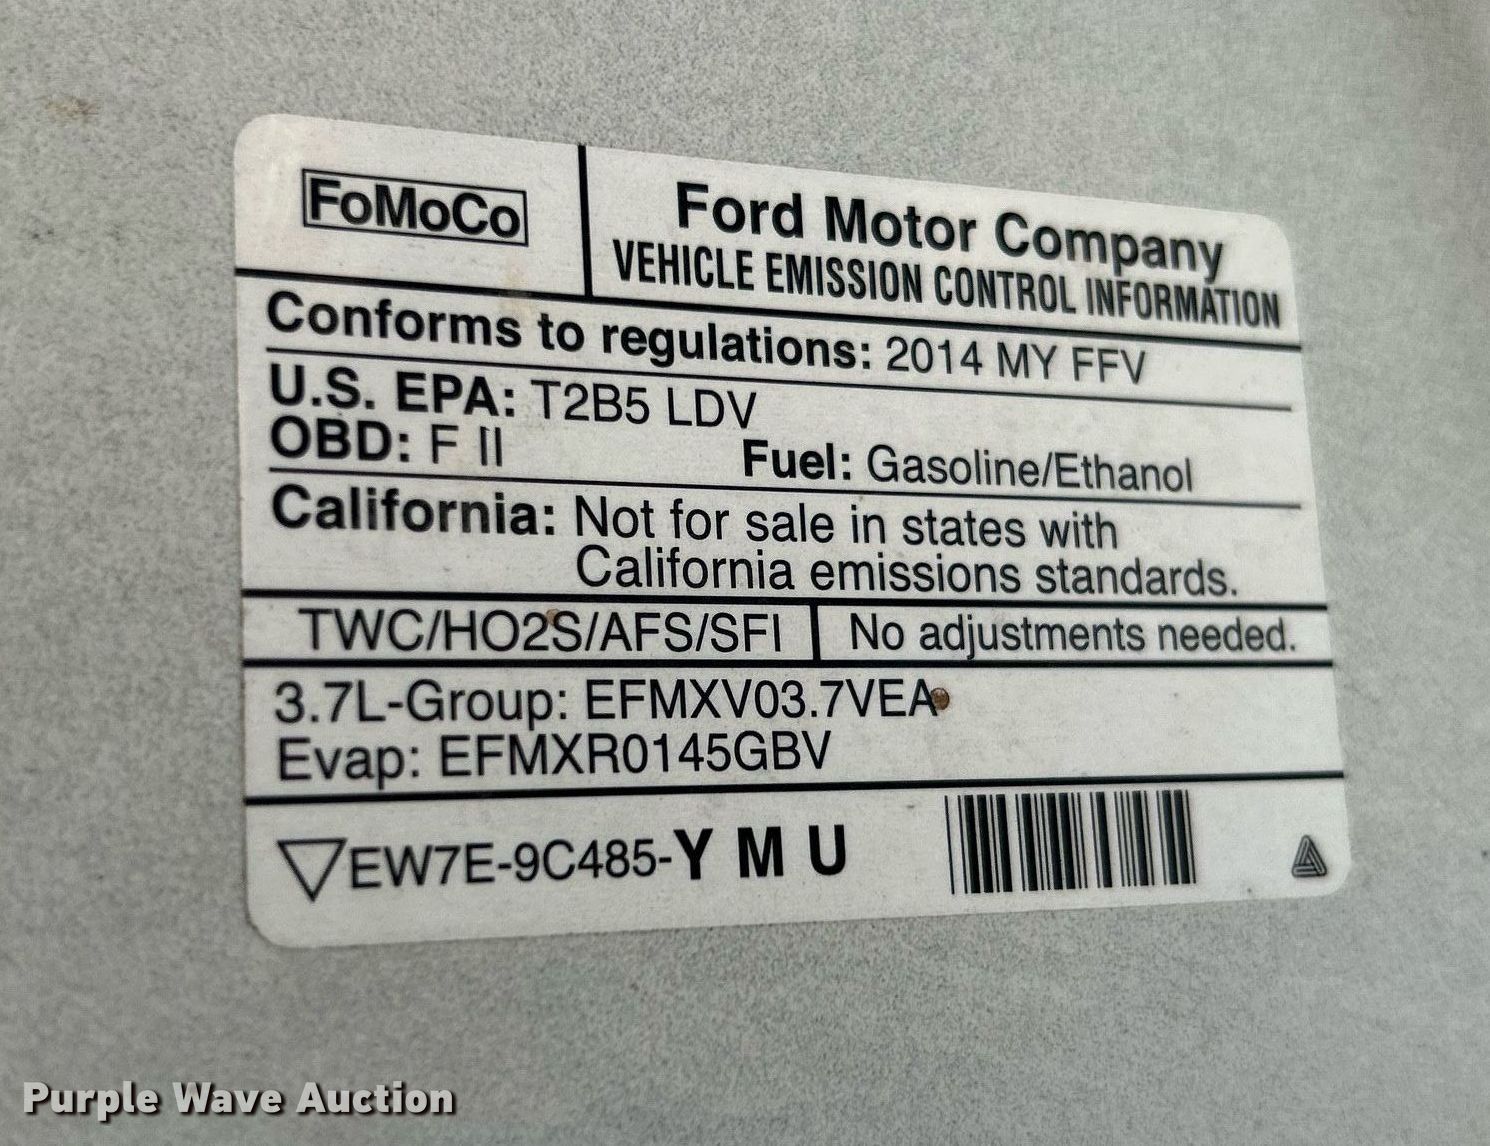 FoMoCo
Ford Motor Company
VEHICLE EMISSION CONTROL INFORMATION
Conforms to regulations: 2014 MY FFV
U.S. EPA: T2B5 LDV
OBD: F II Fuel: Gasoline/Ethanol
California: Not for sale in states with
California emissions standards.
TWC/HO2S/AFS/SFI No adjustments needed.
3.7L-Group: EFMXV03.7VEA
Evap: EFMXR0145GBV
EW7E-9C485-Y M U
Purple Wave Auction